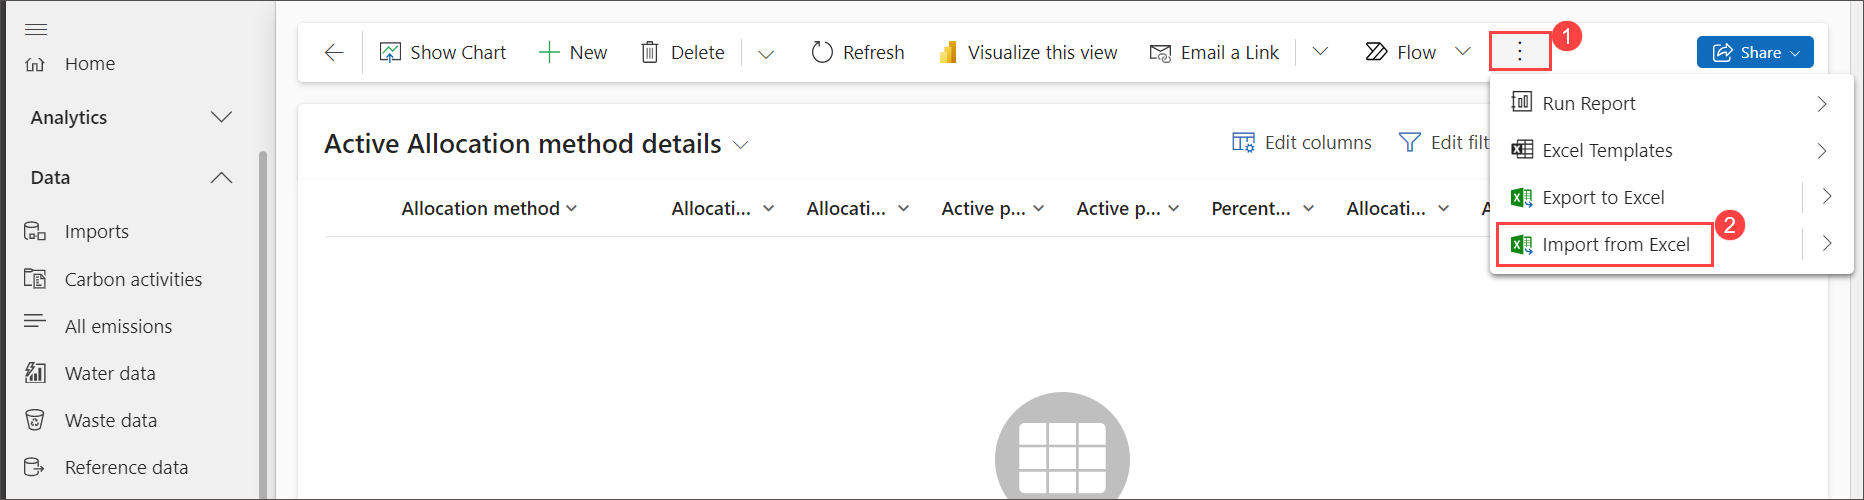 Home
Analytics
Data
Imports
Carbon activities
All emissions
Water data
Waste data
Reference data
Show Chart New Delete Refresh Visualize this view Email a Link Flow 1 Share
Active Allocation method details Edit columns Edit filt
Allocation method Allocati... Allocati... Active p... Active p... Percent... Allocati... A
Run Report
Excel Templates
Export to Excel
Import from Excel 2